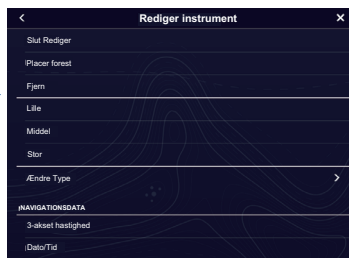 Rediger instrument
Slut Rediger
Placer forest
Fjern
Lille
Middel
Stor
Ændre Type
NAVIGATIONSDATA
3-akset hastighed
Dato/Tid